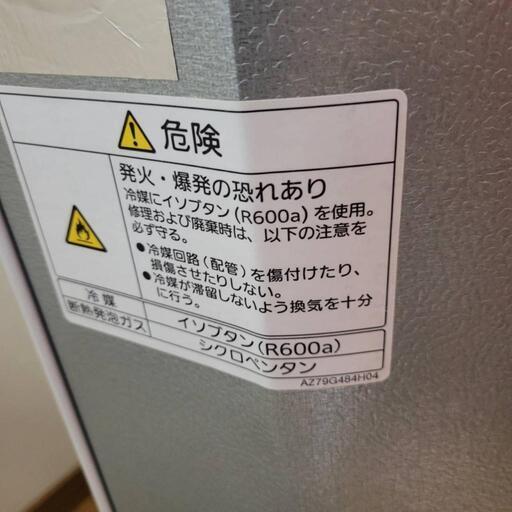 危険
発火・爆発の恐れあり
冷媒にイソブタン(R600a)を使用。
修理および廃棄時は、以下の注意を
必ず守る。
●冷媒回路(配管)を傷付けたり、
損傷させたりしない。
●冷媒が滞留しないよう換気を十分
に行う。
冷媒 イソブタン(R600a)
断熱発泡ガス シクロペンタン
AZ79G484H04